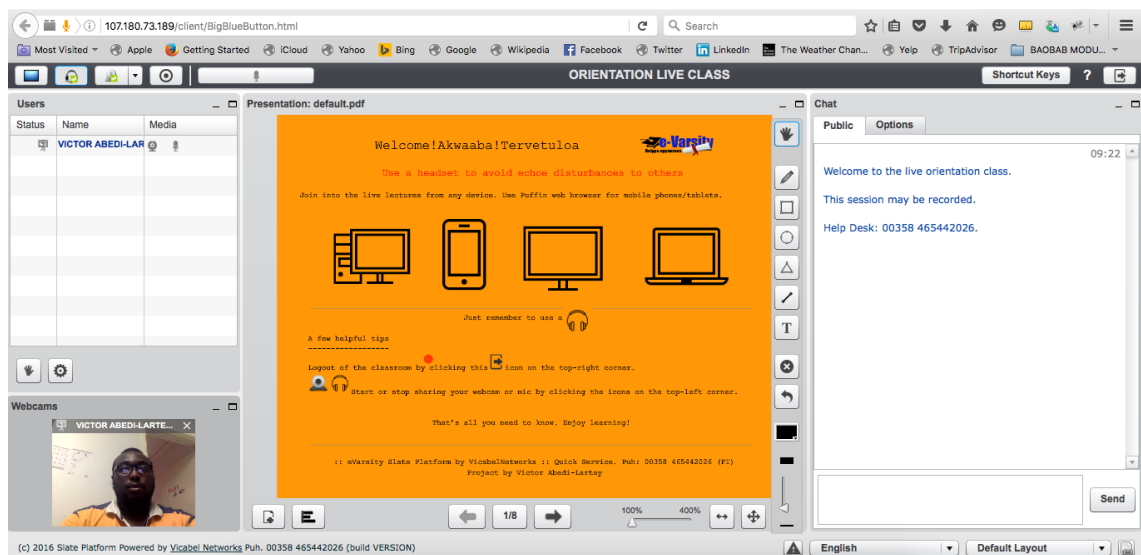 107.180.73.189/client/BigBlueButton.html
Search
Most Visited
Apple
Getting Started
iCloud
Yahoo
Bing
Google
Wikipedia
Facebook
Twitter
LinkedIn
The Weather Chan...
Yelp
TripAdvisor
BAOBAB MODU...
ORIENTATION LIVE CLASS
Shortcut Keys
?
Users
Status Name Media
VICTOR ABEDI-LAR
Webcams
VICTOR ABEDI-LARTE...
Presentation: default.pdf
Welcome!Akwaaba!Tervetuloa
e-Varsity
Use a headset to avoid echoe disturbances to others
Join into the live lectures from any device. Use Puffin web browser for mobile phones/tablets.
Just remember to use a
A few helpful tips
------------------
Logout of the classroom by clicking this icon on the top-right corner.
Start or stop sharing your webcam or mic by clicking the icons on the top-left corner.
That's all you need to know. Enjoy learning!
:: eVarsity Slate Platform by VicabelNetworks :: Quick Service. Puh: 00358 465442026 (FI)
Project by Victor Abedi-Lartey
T
1/8
100%
400%
Chat
Public
Options
09:22
Welcome to the live orientation class.
This session may be recorded.
Help Desk: 00358 465442026.
Send
(c) 2016 Slate Platform Powered by Vicabel Networks Puh. 00358 465442026 (build VERSION)
English
Default Layout